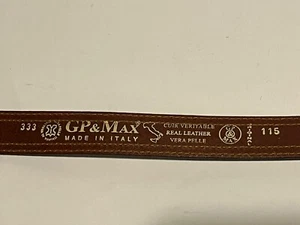 333
GP&MAX
MADE IN ITALY
CUIR VERITABLE
REAL LEATHER
VERA PELLE
115